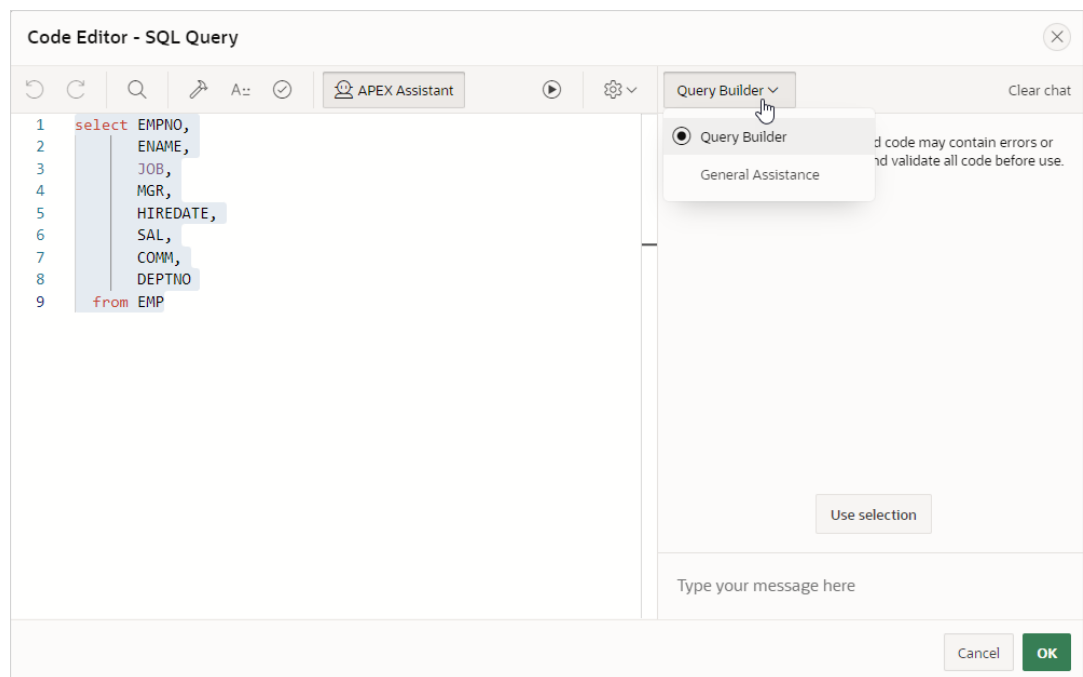 Code Editor - SQL Query
APEX Assistant
Query Builder
Clear chat
1 select EMPNO,
2 ENAME,
3 JOB,
4 MGR,
5 HIREDATE,
6 SAL,
7 COMM,
8 DEPTNO
9 from EMP
Query Builder
General Assistance
d code may contain errors or
nd validate all code before use.
Use selection
Type your message here
Cancel
OK